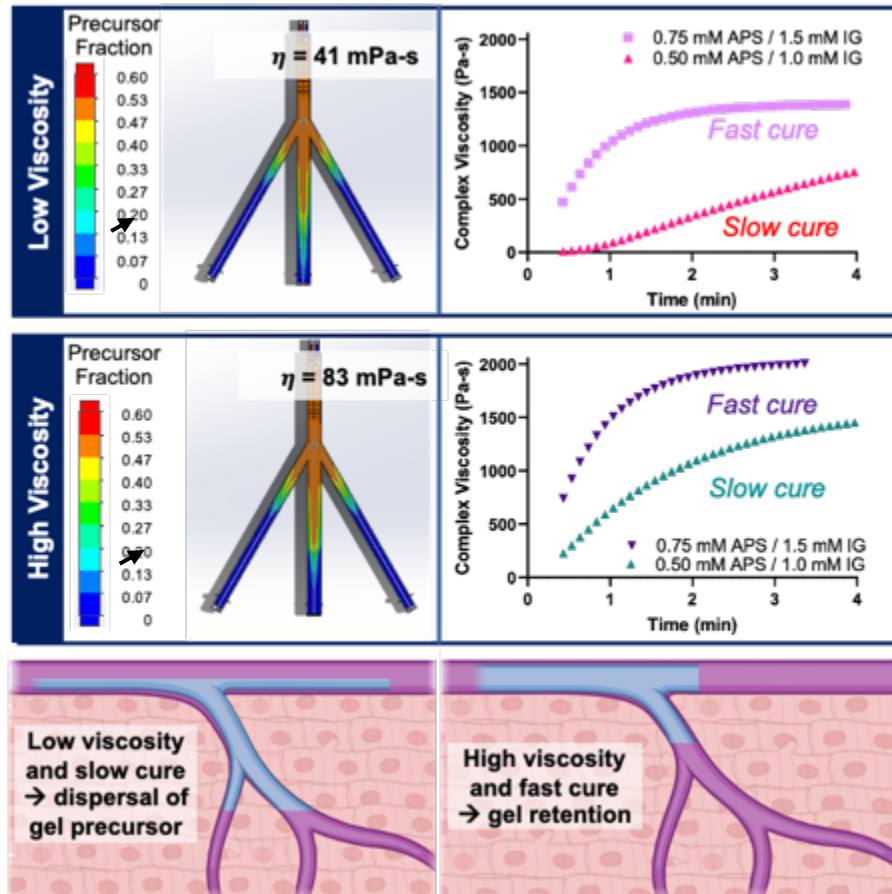 Low Viscosity
Precursor
Fraction
0.60
0.53
0.47
0.40
0.33
0.27
0.20
0.13
0.07
0
η = 41 mPa-s
Complex Viscosity (Pa-s)
2000
1500
1000
500
0
0.75 mM APS / 1.5 mM IG
0.50 mM APS / 1.0 mM IG
Fast cure
Slow cure
0 1 2 3 4
Time (min)
High Viscosity
Precursor
Fraction
0.60
0.53
0.47
0.40
0.33
0.27
0.20
0.13
0.07
0
η = 83 mPa-s
Complex Viscosity (Pa-s)
2000
1500
1000
500
0
Fast cure
Slow cure
0.75 mM APS / 1.5 mM IG
0.50 mM APS / 1.0 mM IG
0 1 2 3 4
Time (min)
Low viscosity
and slow cure
→ dispersal of
gel precursor
High viscosity
and fast cure
→ gel retention